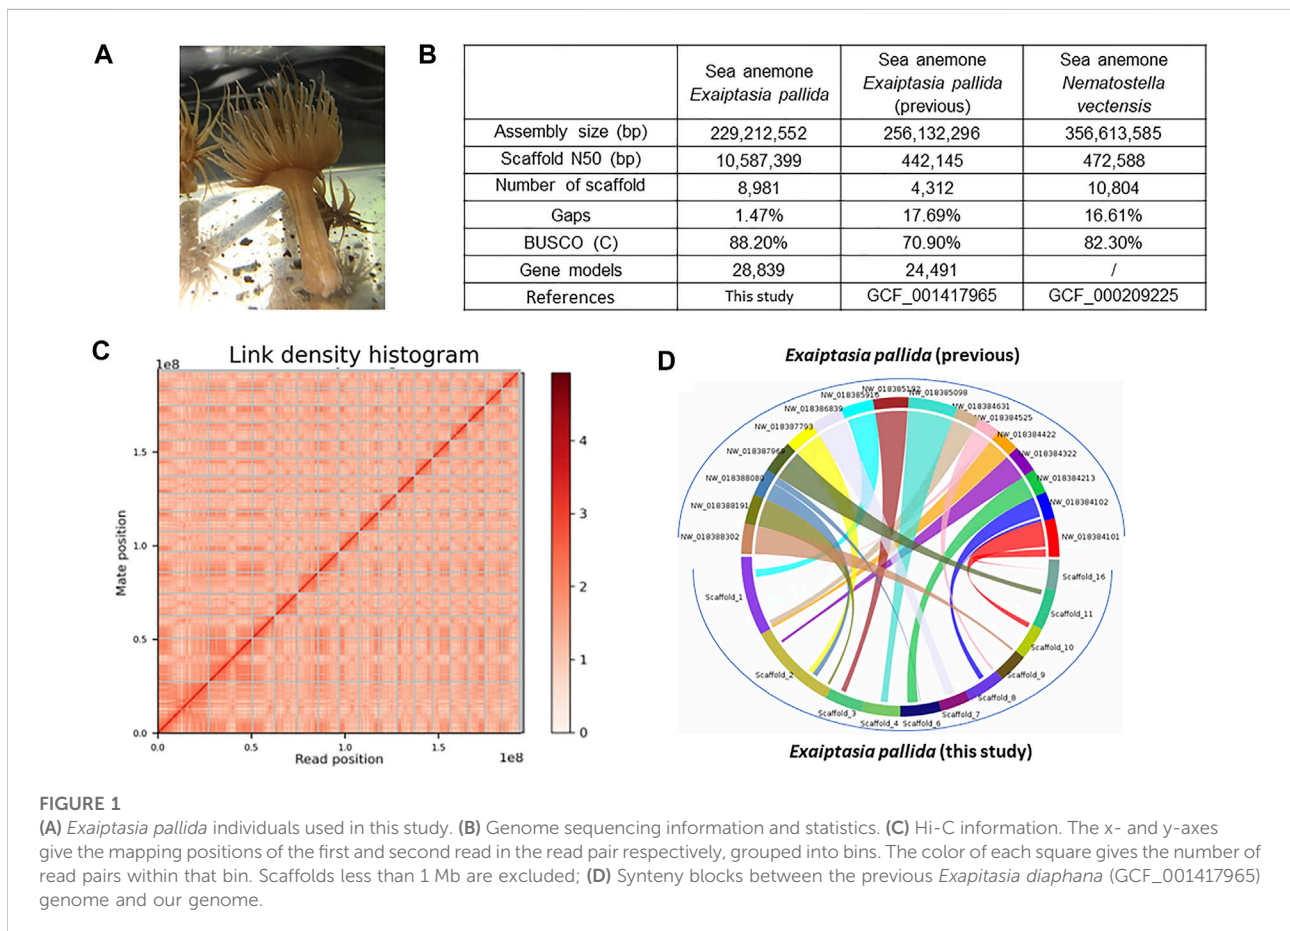 A
B
Sea anemone Exaiptasia pallida
Sea anemone Exaiptasia pallida (previous)
Sea anemone Nematostella vectensis
Assembly size (bp) 229,212,552 256,132,296 356,613,585
Scaffold N50 (bp) 10,587,399 442,145 472,588
Number of scaffold 8,981 4,312 10,804
Gaps 1.47% 17.69% 16.61%
BUSCO (C) 88.20% 70.90% 82.30%
Gene models 28,839 24,491 /
References This study GCF_001417965 GCF_000209225
C
Link density histogram
1e8
1.5
1.0
0.5
0.0
Mate position
0.0 0.5 1.0 1.5
Read position
1e8
4
3
2
1
0
D
Exaiptasia pallida (previous)
NW_018385192
NW_018385098
NW_018385916
NW_018384631
NW_018386839
NW_018384525
NW_018387793
NW_018384422
NW_018387969
NW_018384322
NW_018388080
NW_018384213
NW_018388191
NW_018384102
NW_018388302
NW_018384101
Scaffold_16
Scaffold_1
Scaffold_11
Scaffold_10
Scaffold_2
Scaffold_9
Scaffold_8
Scaffold_3
Scaffold_7
Scaffold_4
Scaffold_6
Exaiptasia pallida (this study)
FIGURE 1
(A) Exaiptasia pallida individuals used in this study. (B) Genome sequencing information and statistics. (C) Hi-C information. The x- and y-axes
give the mapping positions of the first and second read in the read pair respectively, grouped into bins. The color of each square gives the number of
read pairs within that bin. Scaffolds less than 1 Mb are excluded; (D) Synteny blocks between the previous Exapitasia diaphana (GCF_001417965)
genome and our genome.